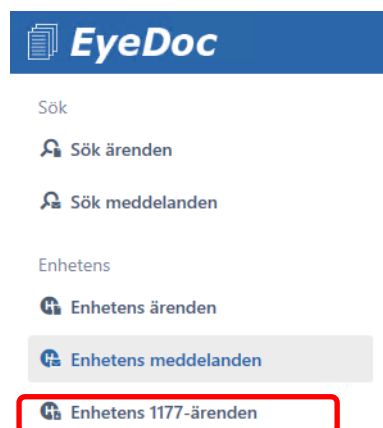 EyeDoc
Sök
Sök ärenden
Sök meddelanden
Enhetens
Enhetens ärenden
Enhetens meddelanden
Enhetens 1177-ärenden